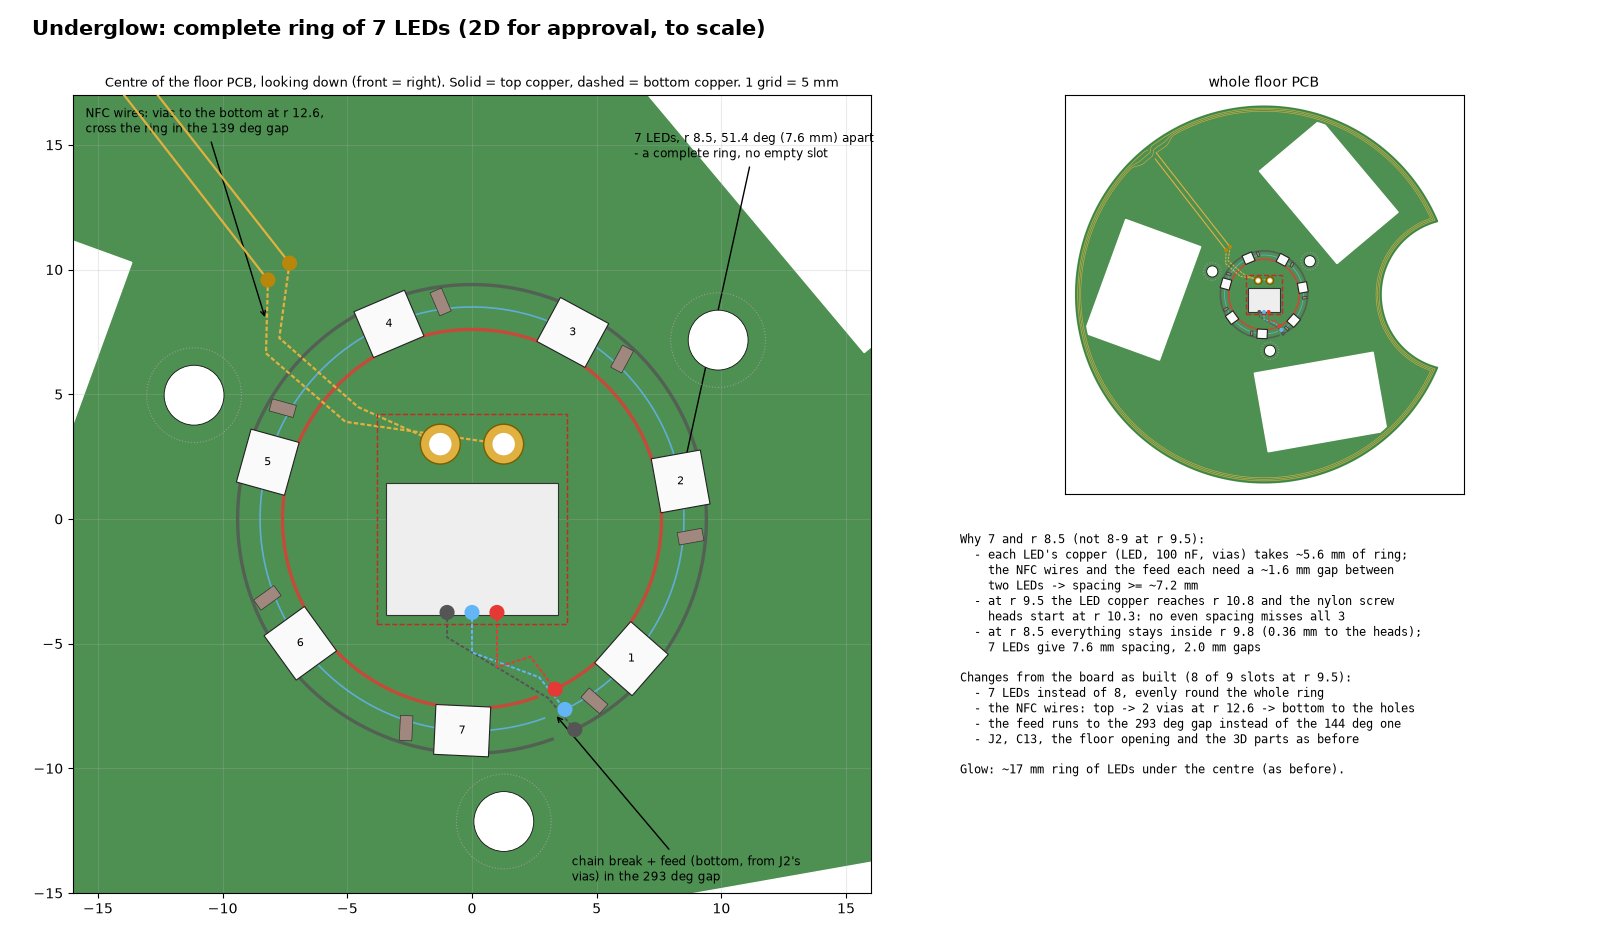 Underglow: complete ring of 7 LEDs (2D for approval, to scale)
Centre of the floor PCB, looking down (front = right). Solid = top copper, dashed = bottom copper. 1 grid = 5 mm
whole floor PCB
NFC wires: vias to the bottom at r 12.6,
cross the ring in the 139 deg gap
7 LEDs, r 8.5, 51.4 deg (7.6 mm) apart
- a complete ring, no empty slot
15
10
5
0
−5
−10
−15
4
3
5
2
6
1
7
chain break + feed (bottom, from J2's
vias) in the 293 deg gap
−15
−10
−5
0
5
10
15
Why 7 and r 8.5 (not 8-9 at r 9.5):
- each LED's copper (LED, 100 nF, vias) takes ~5.6 mm of ring;
the NFC wires and the feed each need a ~1.6 mm gap between
two LEDs -> spacing >= ~7.2 mm
- at r 9.5 the LED copper reaches r 10.8 and the nylon screw
heads start at r 10.3: no even spacing misses all 3
- at r 8.5 everything stays inside r 9.8 (0.36 mm to the heads);
7 LEDs give 7.6 mm spacing, 2.0 mm gaps
Changes from the board as built (8 of 9 slots at r 9.5):
- 7 LEDs instead of 8, evenly round the whole ring
- the NFC wires: top -> 2 vias at r 12.6 -> bottom to the holes
- the feed runs to the 293 deg gap instead of the 144 deg one
- J2, C13, the floor opening and the 3D parts as before
Glow: ~17 mm ring of LEDs under the centre (as before).